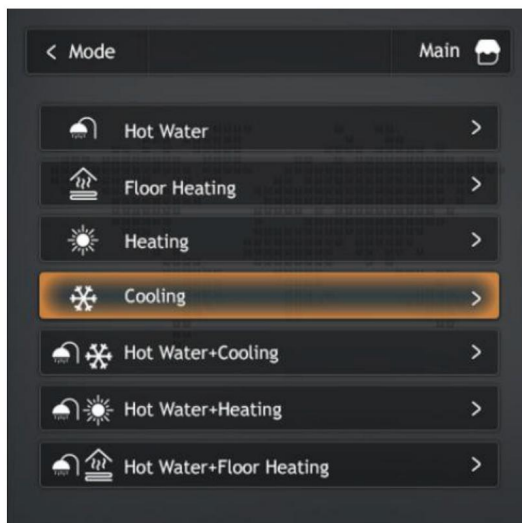 < Mode
Main
Hot Water >
Floor Heating >
Heating >
Cooling >
Hot Water+Cooling >
Hot Water+Heating >
Hot Water+Floor Heating >